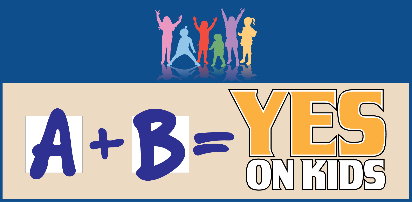 A + B = YES
ON KIDS